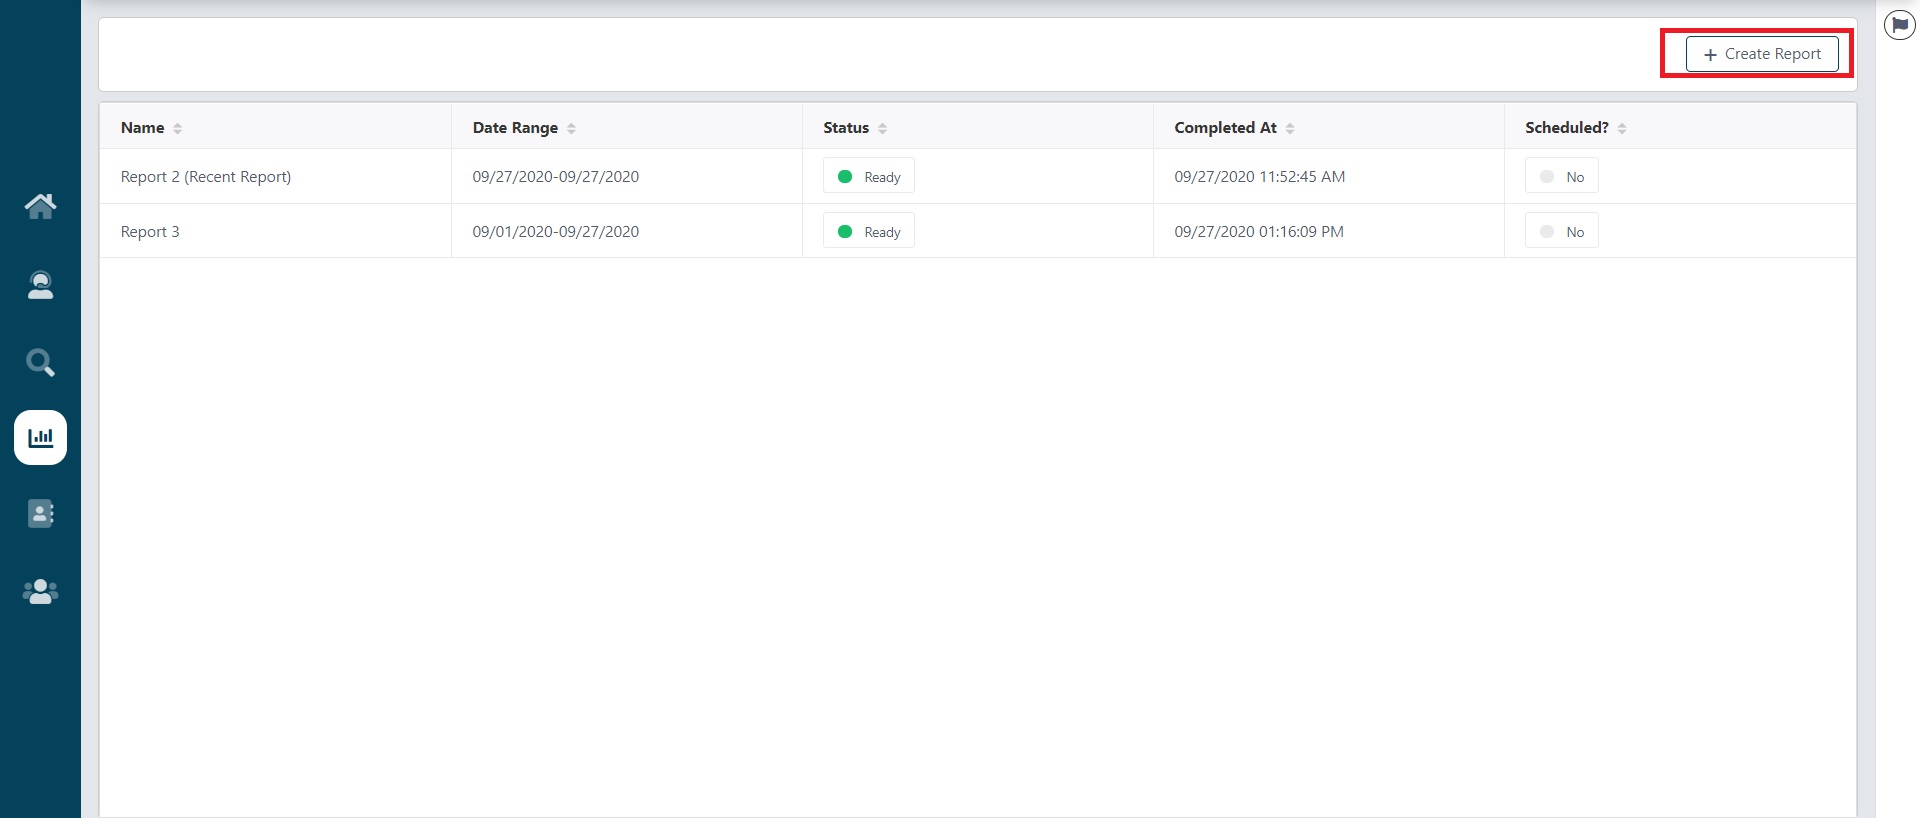 + Create Report
Name Date Range Status Completed At Scheduled?
Report 2 (Recent Report) 09/27/2020-09/27/2020 Ready 09/27/2020 11:52:45 AM No
Report 3 09/01/2020-09/27/2020 Ready 09/27/2020 01:16:09 PM No